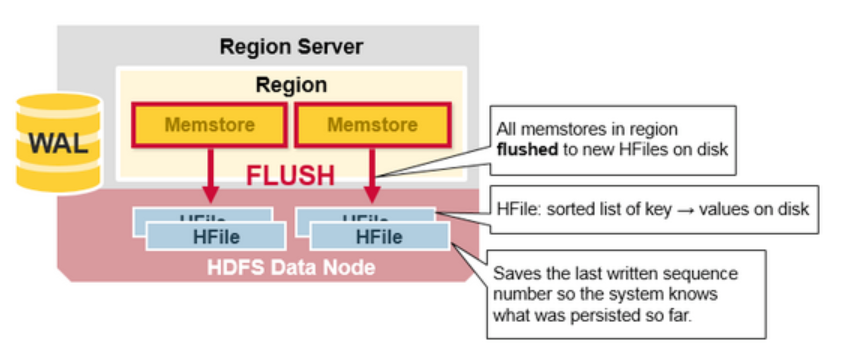 Region Server
Region
Memstore
Memstore
WAL
FLUSH
All memstores in region
flushed to new HFiles on disk
HFile
HFile
HFile: sorted list of key → values on disk
HFile
HFile
HDFS Data Node
Saves the last written sequence
number so the system knows
what was persisted so far.